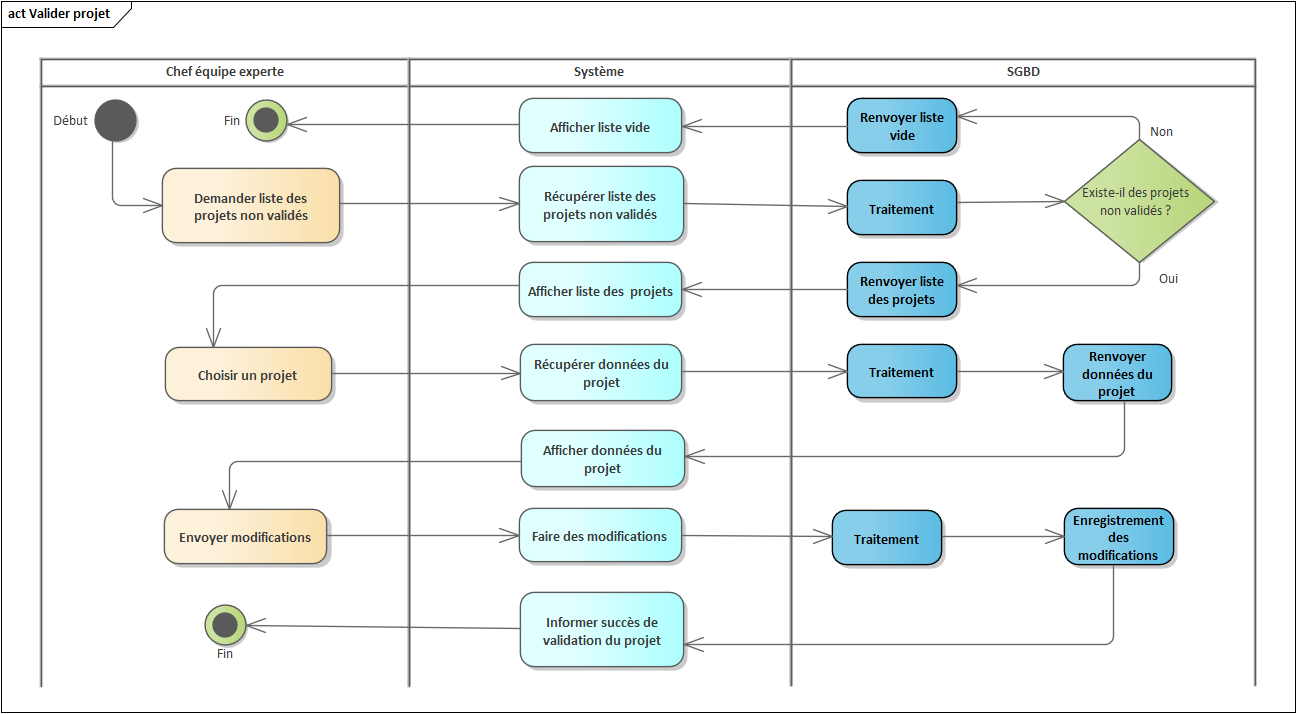 act Valider projet
Chef équipe experte
Système
SGBD
Début
Fin
Afficher liste vide
Renvoyer liste
vide
Non
Demander liste des
projets non validés
Récupérer liste des
projets non validés
Traitement
Existe-il des projets
non validés ?
Oui
Afficher liste des projets
Renvoyer liste
des projets
Choisir un projet
Récupérer données du
projet
Traitement
Renvoyer
données du
projet
Afficher données du
projet
Envoyer modifications
Faire des modifications
Traitement
Enregistrement
des
modifications
Informer succès de
validation du projet
Fin